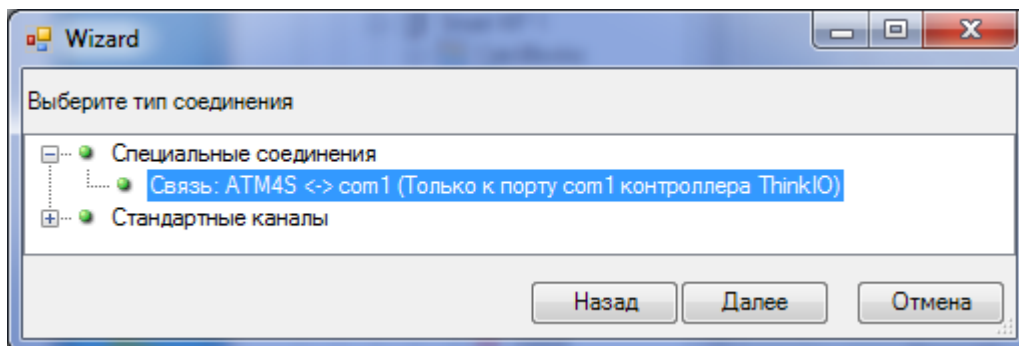 Wizard
Выберите тип соединения
Специальные соединения
Связь: ATM4S <-> com1 (Только к порту com1 контроллера ThinkIO)
Стандартные каналы
Назад Далее Отмена